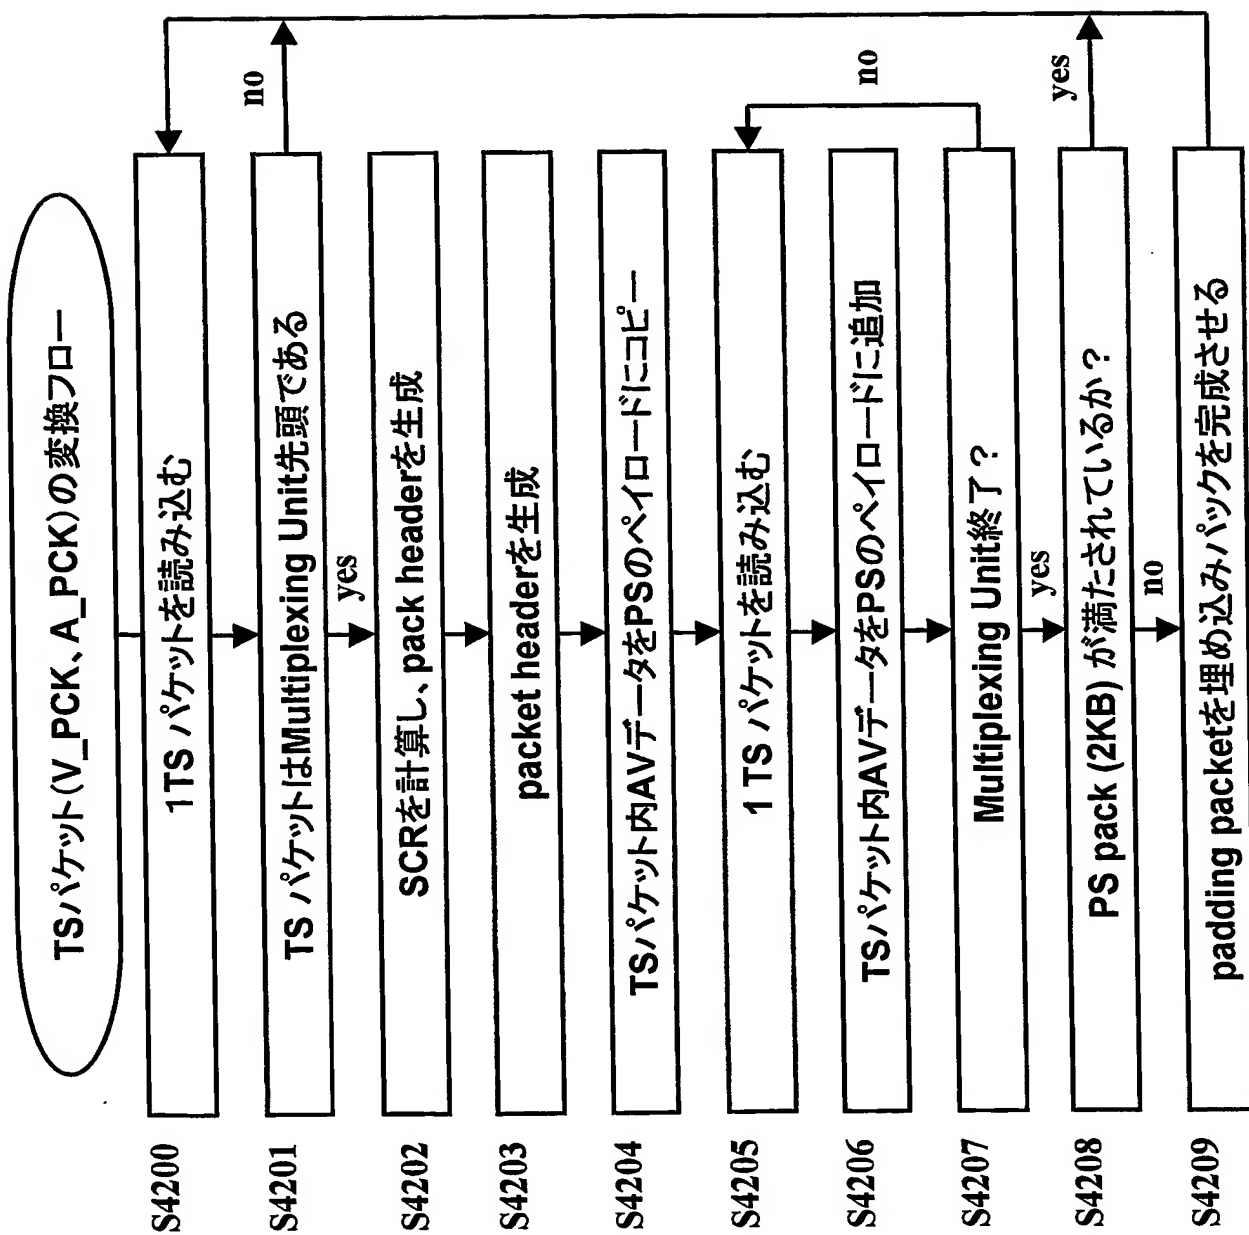 TSパケット(V_PCK、A_PCK)の変換フロー
S4200
1TS パケットを読み込む
S4201
TS パケットはMultiplexing Unit先頭である
no
yes
S4202
SCRを計算し、pack headerを生成
S4203
packet headerを生成
S4204
TSパケット内AVデータをPSのペイロードにコピー
S4205
1 TS パケットを読み込む
S4206
TSパケット内AVデータをPSのペイロードに追加
S4207
Multiplexing Unit終了？
no
yes
S4208
PS pack (2KB) が満たされているか？
yes
no
S4209
padding packetを埋め込みパックを完成させる